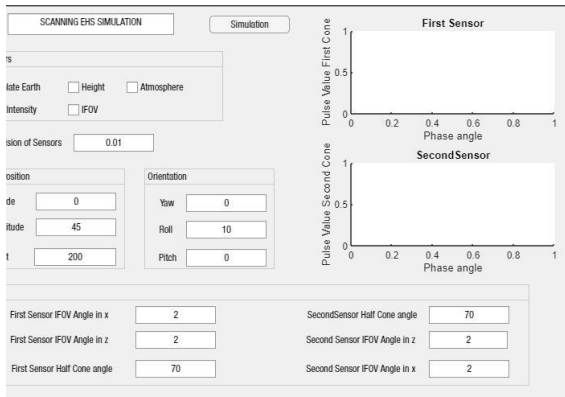 SCANNING EHS SIMULATION
Simulation
First Sensor
Pulse Value First Cone
1
0.5
0
0 0.2 0.4 0.6 0.8 1
Phase angle
rs
late Earth Height Atmosphere
Intensity IFOV
ision of Sensors 0.01
SecondSensor
Pulse Value Second Cone
1
0.5
0
0 0.2 0.4 0.6 0.8 1
Phase angle
osition
de 0
itude 45
t 200
Orientation
Yaw 0
Roll 10
Pitch 0
First Sensor IFOV Angle in x 2
First Sensor IFOV Angle in z 2
First Sensor Half Cone angle 70
SecondSensor Half Cone angle 70
Second Sensor IFOV Angle in z 2
Second Sensor IFOV Angle in x 2